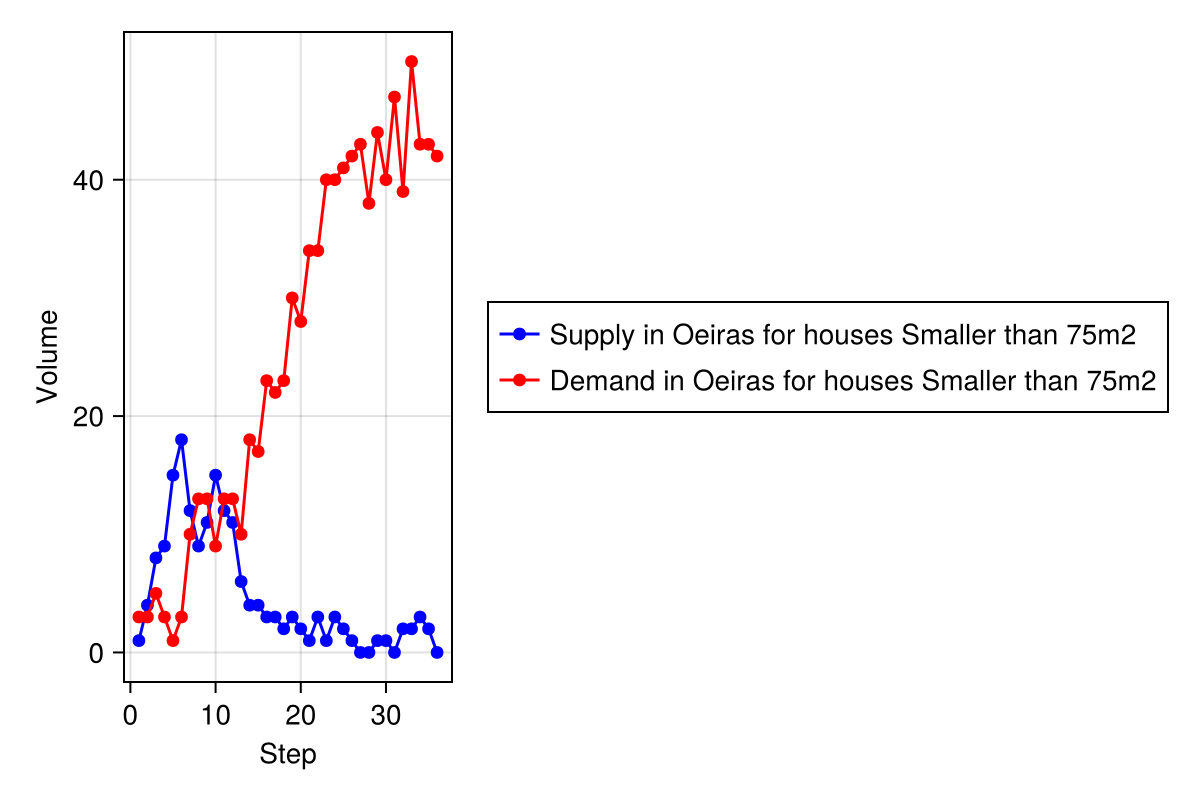 Volume
40
20
0
0 10 20 30
Step
Supply in Oeiras for houses Smaller than 75m2
Demand in Oeiras for houses Smaller than 75m2